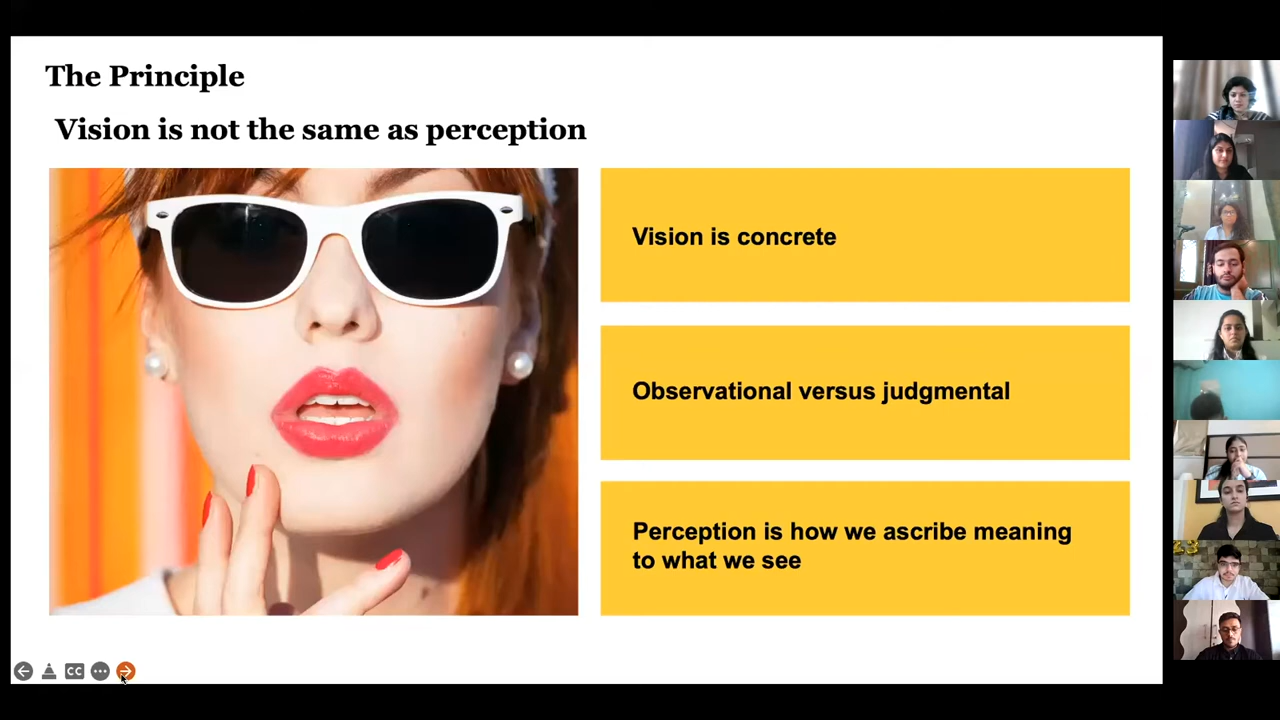 The Principle
Vision is not the same as perception
Vision is concrete
Observational versus judgmental
Perception is how we ascribe meaning
to what we see
CC